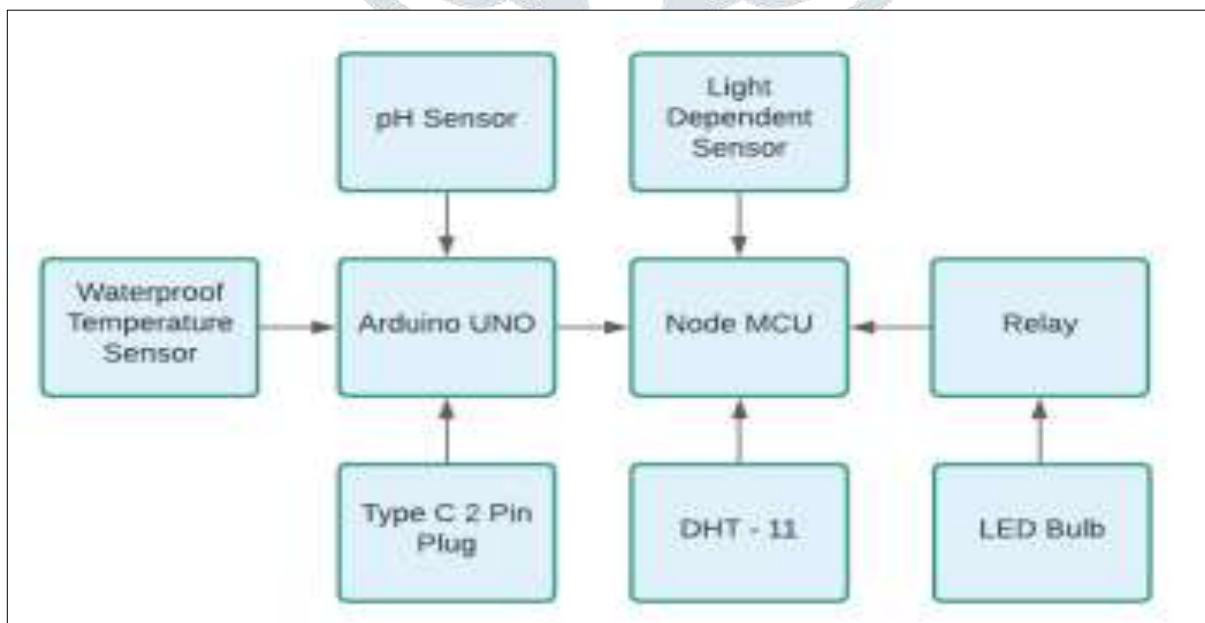 pH Sensor
Light
Dependent
Sensor
Waterproof
Temperature
Sensor
Arduino UNO
Node MCU
Relay
Type C 2 Pin
Plug
DHT - 11
LED Bulb